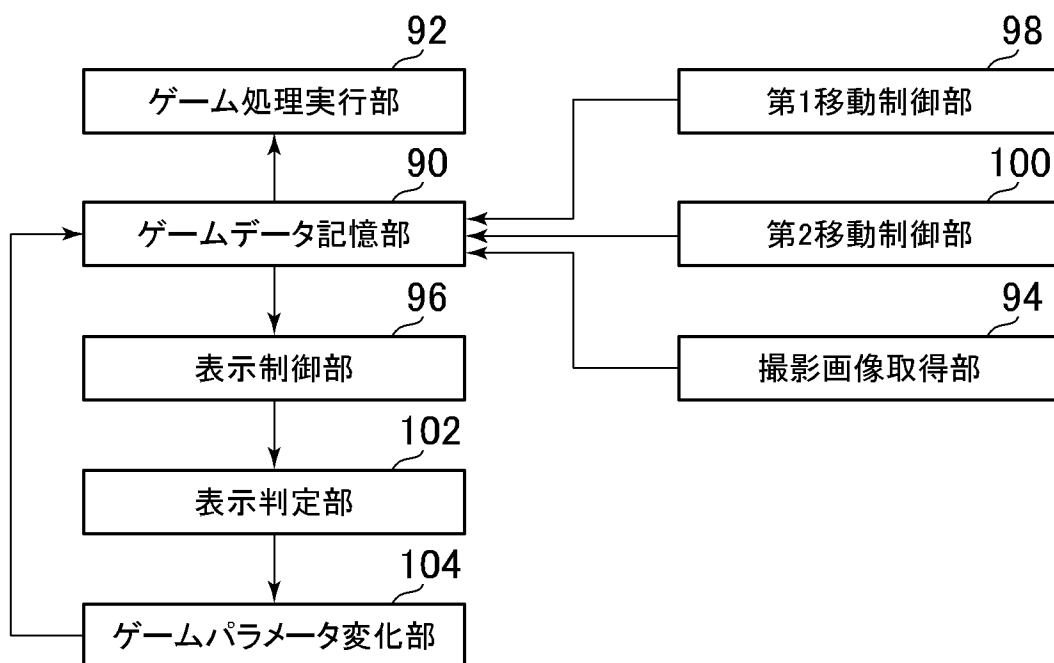 92
ゲーム処理実行部
90
ゲームデータ記憶部
96
表示制御部
102
表示判定部
104
ゲームパラメータ変化部
98
第1移動制御部
100
第2移動制御部
94
撮影画像取得部